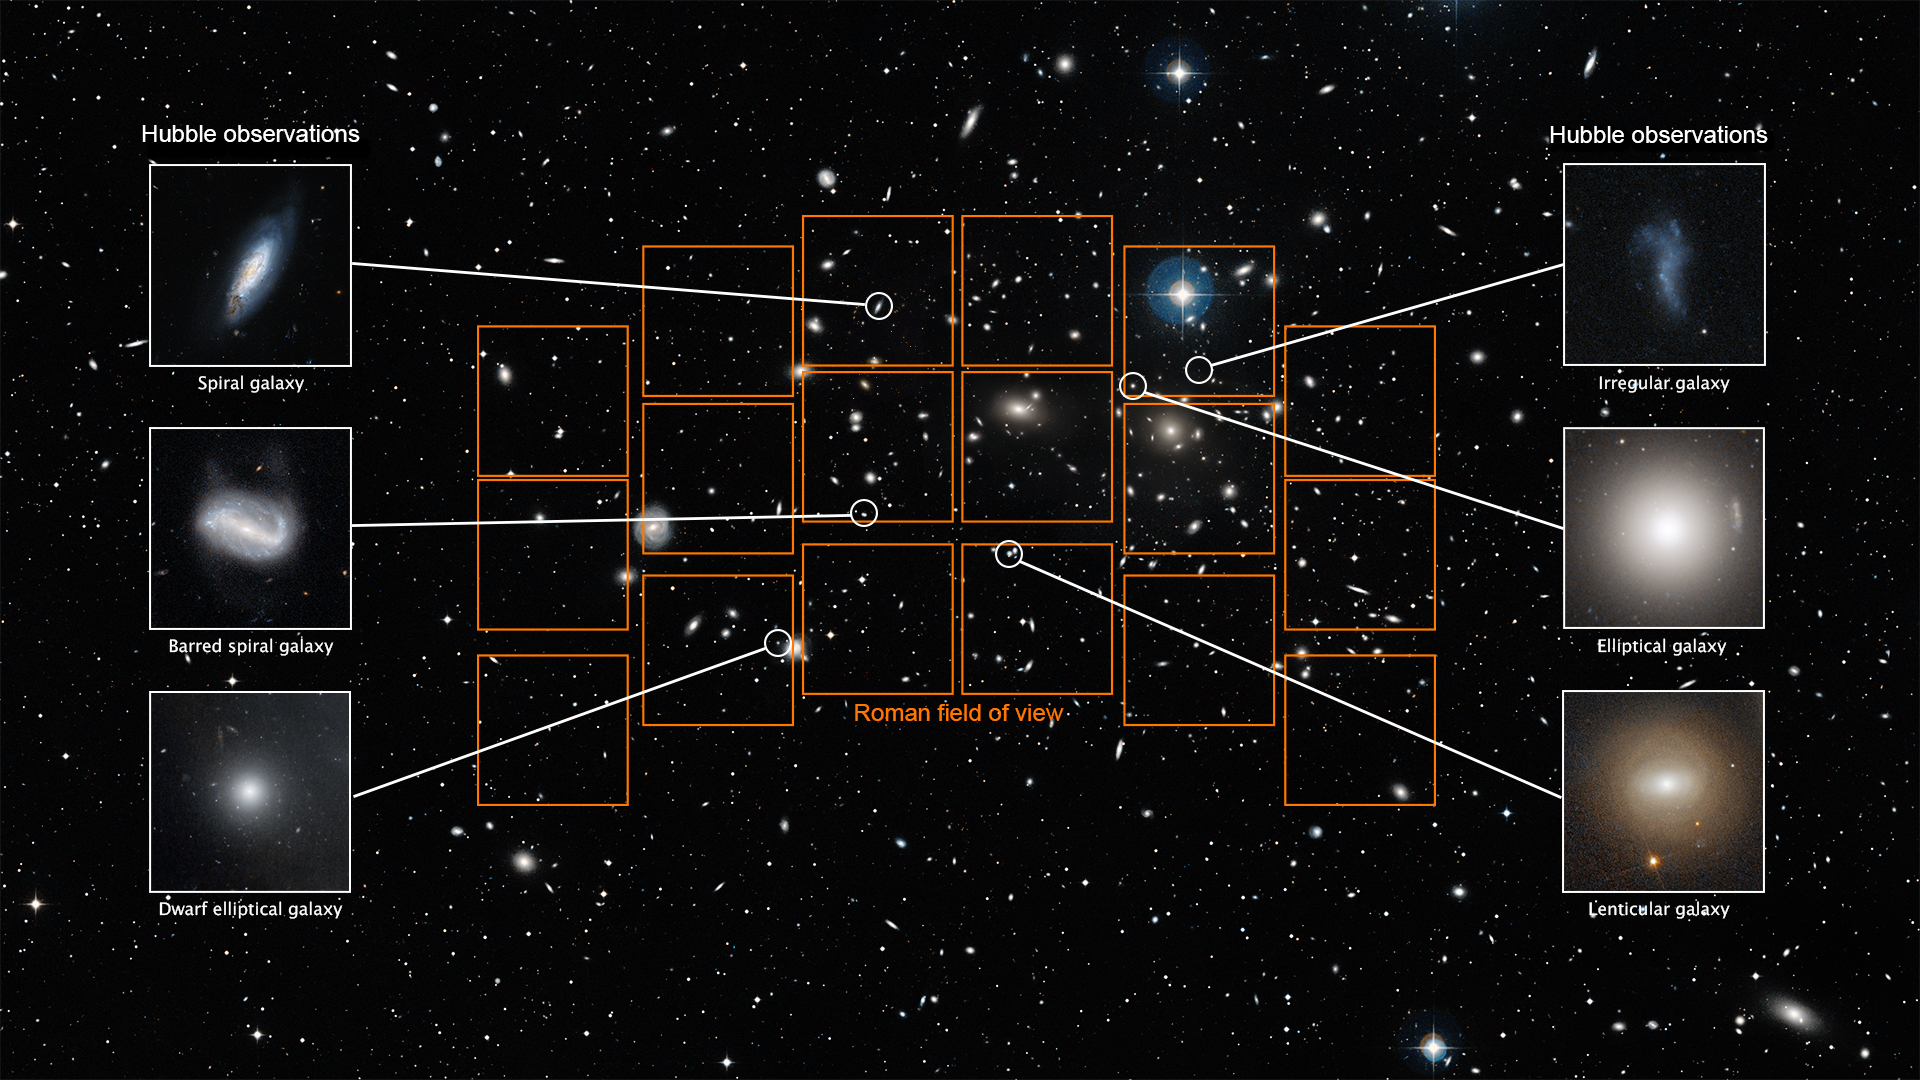 Hubble observations
Spiral galaxy
Barred spiral galaxy
Dwarf elliptical galaxy
Roman field of view
Hubble observations
Irregular galaxy
Elliptical galaxy
Lenticular galaxy